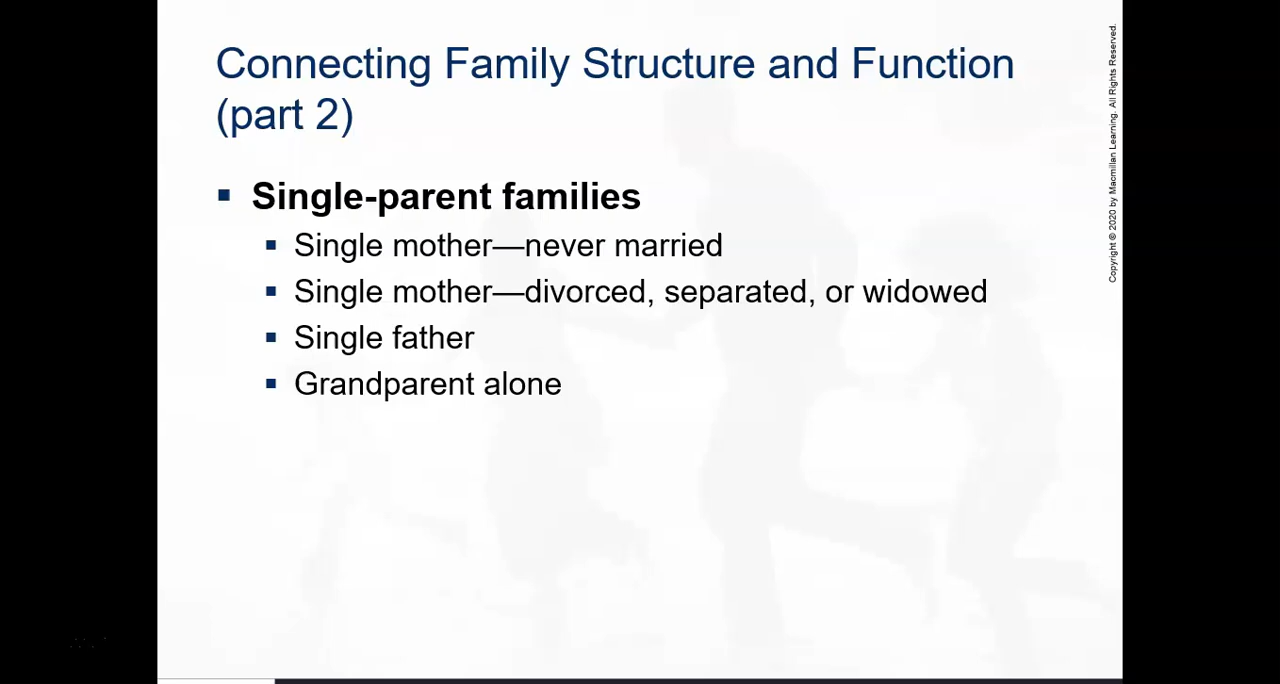 Connecting Family Structure and Function
(part 2)
▪ Single-parent families
▪ Single mother—never married
▪ Single mother—divorced, separated, or widowed
▪ Single father
▪ Grandparent alone
Copyright © 2020 by Macmillan Learning. All Rights Reserved.